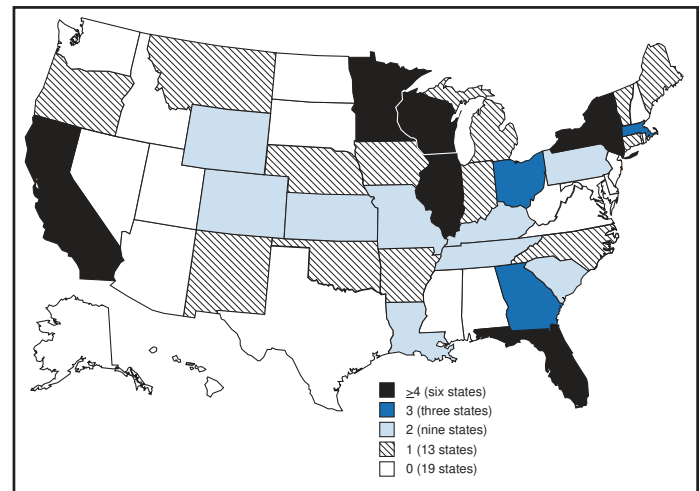 ≥4 (six states)
3 (three states)
2 (nine states)
1 (13 states)
0 (19 states)